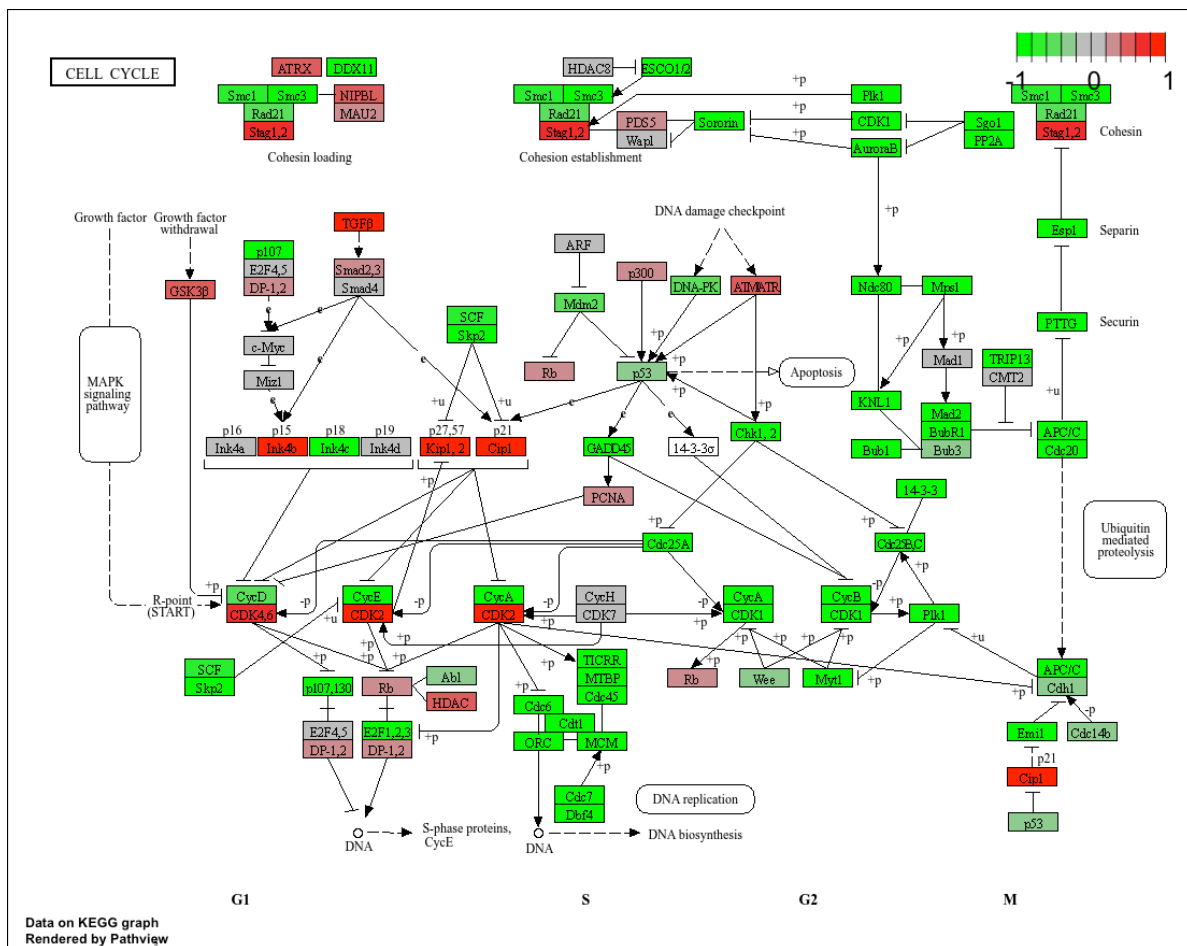 CELL CYCLE
-1 0 1
ATRX DDX11
Smc1 Smc3 NIPBL
Rad21 MAU2
Stag1,2
Cohesin loading
HDAC8 ESCO1/2
Smc1 Smc3
Rad21 PDS5 Sororin
Stag1,2 Wapl
Cohesion establishment
+p
Plk1
+p
CDK1
+p
AuroraB
Sgo1
PP2A
Smc1 Smc3
Rad21
Stag1,2
Cohesin
Growth factor
Growth factor
withdrawal
TGFβ
DNA damage checkpoint
+p
Esp1 Separin
p107
E2F4,5
DP-1,2
Smad2,3
Smad4
ARF
p300
DNA-PK
ATM/ATR
GSK3β
Mdm2
Ndc80 Mps1
PTTG Securin
SCF
Skp2
e e
c-Myc
Miz1
e
e
Rb
+p
+p
p53
Apoptosis
+p +p
Mad1
TRIP13
CMT2
MAPK
signaling
pathway
+u +u
e
e e
+p
KNL1
Mad2
BubR1
Bub1 Bub3
+u
APC/C
Cdc20
p16 p15 p18 p19
Ink4a Ink4b Ink4c Ink4d
p27,57 p21
Kip1, 2 Cip1
GADD45
14-3-3σ
Chk1, 2
+p
PCNA
14-3-3
Ubiquitin
mediated
proteolysis
+p
Cdc25A
+p
Cdc25B,C
R-point
(START)
+p
CycD
CDK4,6
-p
CycE
CDK2
-p
CycA
CDK2
-p
+p
CycH
CDK7
-p
+p
CycA
CDK1
CycB
CDK1
-p
+p
+p
Plk1
+u
+u
SCF
Skp2
+p
+p
+p
+p
+p
p107,130
Rb
Abl
HDAC
+p
+p
TICRR
MTBP
Cdc45
+p
Rb
+p
Wee
+p
Myt1
+p
+p
APC/C
Cdh1
E2F4,5
DP-1,2
E2F1,2,3
DP-1,2
+p
Cdc6
Cdt1
ORC MCM
+p
Cdc7
Dbf4
-p
Emi1 Cdc14b
p21
Cip1
p53
DNA replication
DNA
S-phase proteins,
CycE
DNA
DNA biosynthesis
G1 S G2 M
Data on KEGG graph
Rendered by Pathview